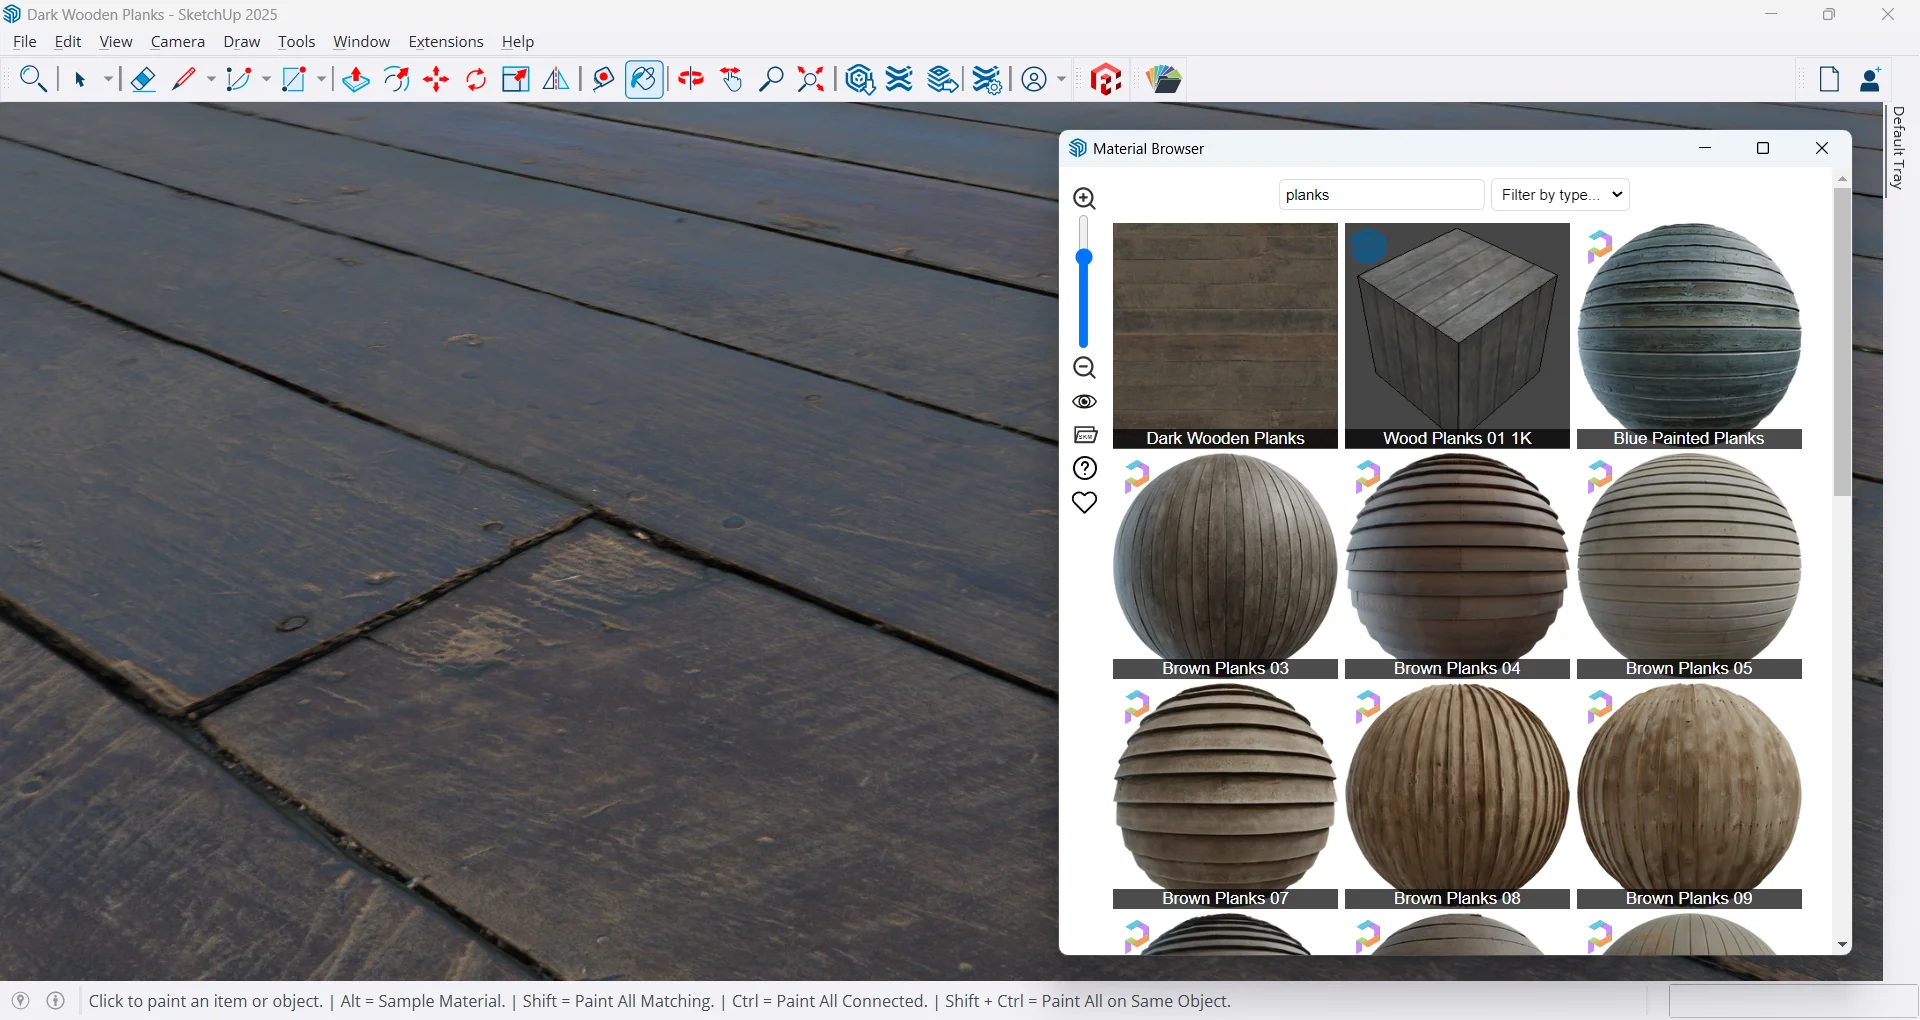 Dark Wooden Planks - SketchUp 2025
File Edit View Camera Draw Tools Window Extensions Help
Default Tray
Material Browser
planks
Filter by type...
SKM
Dark Wooden Planks
Wood Planks 01 1K
Blue Painted Planks
Brown Planks 03
Brown Planks 04
Brown Planks 05
Brown Planks 07
Brown Planks 08
Brown Planks 09
Click to paint an item or object. | Alt = Sample Material. | Shift = Paint All Matching. | Ctrl = Paint All Connected. | Shift + Ctrl = Paint All on Same Object.